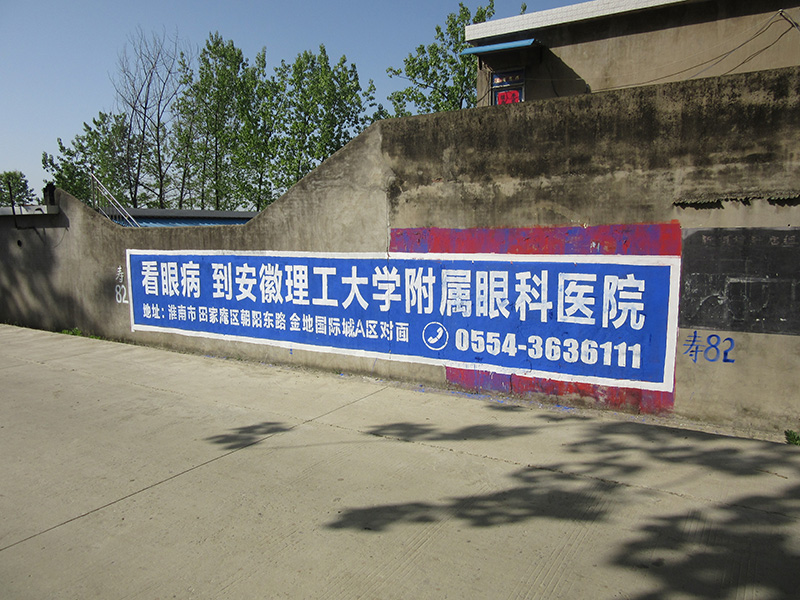 看眼病 到安徽理工大学附属眼科医院
地址：淮南市 田家庵区朝阳东路 金地国际城A区对面 0554-3636111
寿82
寿82